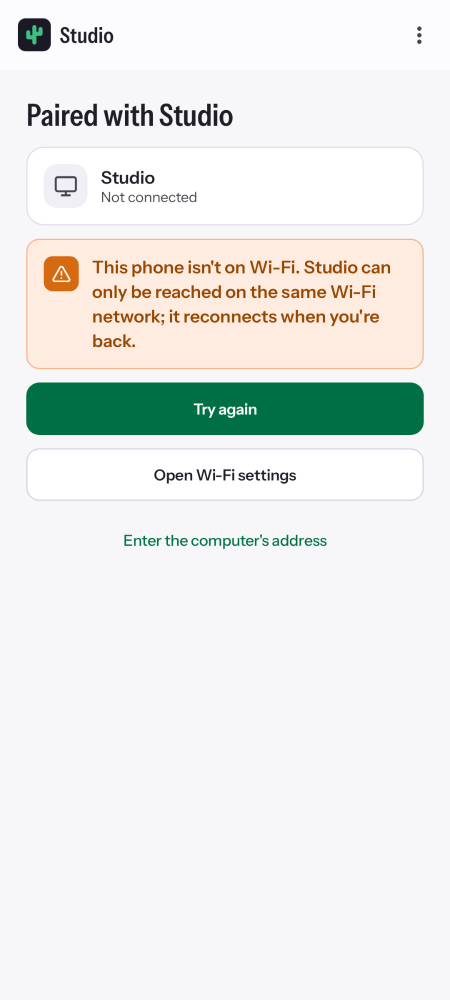 Studio
Paired with Studio
Studio
Not connected
This phone isn't on Wi-Fi. Studio can
only be reached on the same Wi-Fi
network; it reconnects when you're
back.
Try again
Open Wi-Fi settings
Enter the computer's address